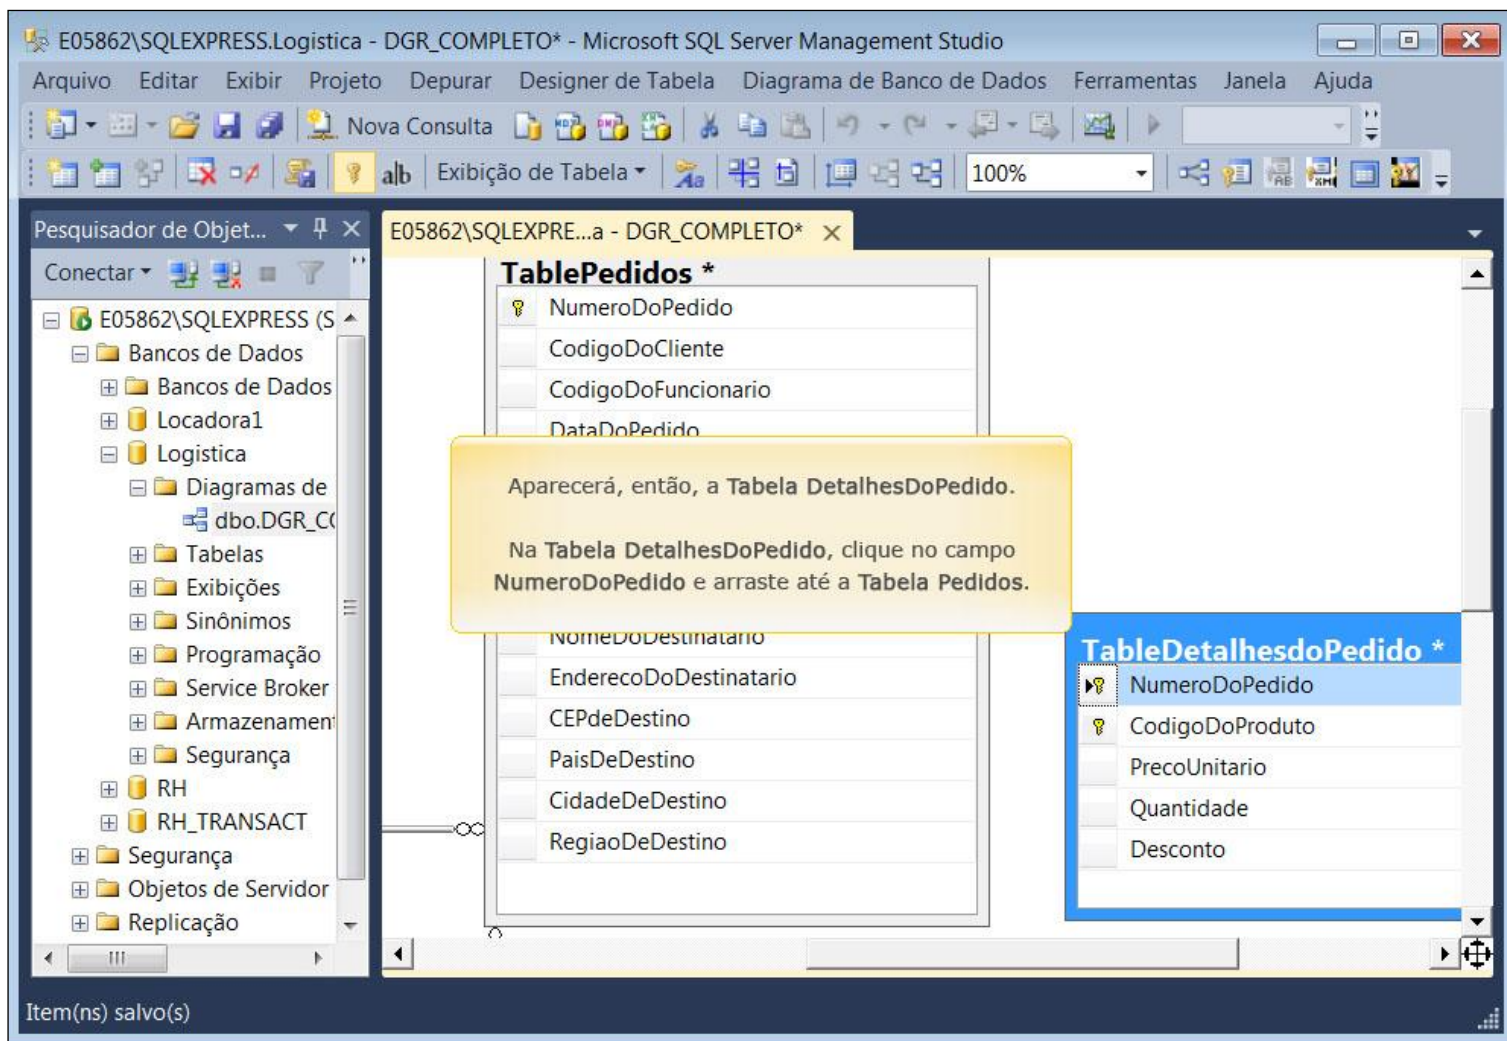 E05862\SQLEXPRESS.Logistica - DGR_COMPLETO* - Microsoft SQL Server Management Studio
Arquivo Editar Exibir Projeto Depurar Designer de Tabela Diagrama de Banco de Dados Ferramentas Janela Ajuda
Nova Consulta
a|b Exibição de Tabela 100%
Pesquisador de Objet...
Conectar
E05862\SQLEXPRESS (S
Bancos de Dados
Bancos de Dados
Locadora1
Logistica
Diagramas de
dbo.DGR_CO
Tabelas
Exibições
Sinônimos
Programação
Service Broker
Armazenament
Segurança
RH
RH_TRANSACT
Segurança
Objetos de Servidor
Replicação
E05862\SQLEXPRE...a - DGR_COMPLETO*
TablePedidos *
NumeroDoPedido
CodigoDoCliente
CodigoDoFuncionario
DataDoPedido
Aparecerá, então, a Tabela DetalhesDoPedido.
Na Tabela DetalhesDoPedido, clique no campo
NumeroDoPedido e arraste até a Tabela Pedidos.
NomeDoDestinatario
EnderecoDoDestinatario
CEPdeDestino
PaisDeDestino
CidadeDeDestino
RegiaoDeDestino
TableDetalhesdoPedido *
NumeroDoPedido
CodigoDoProduto
PrecoUnitario
Quantidade
Desconto
Item(ns) salvo(s)